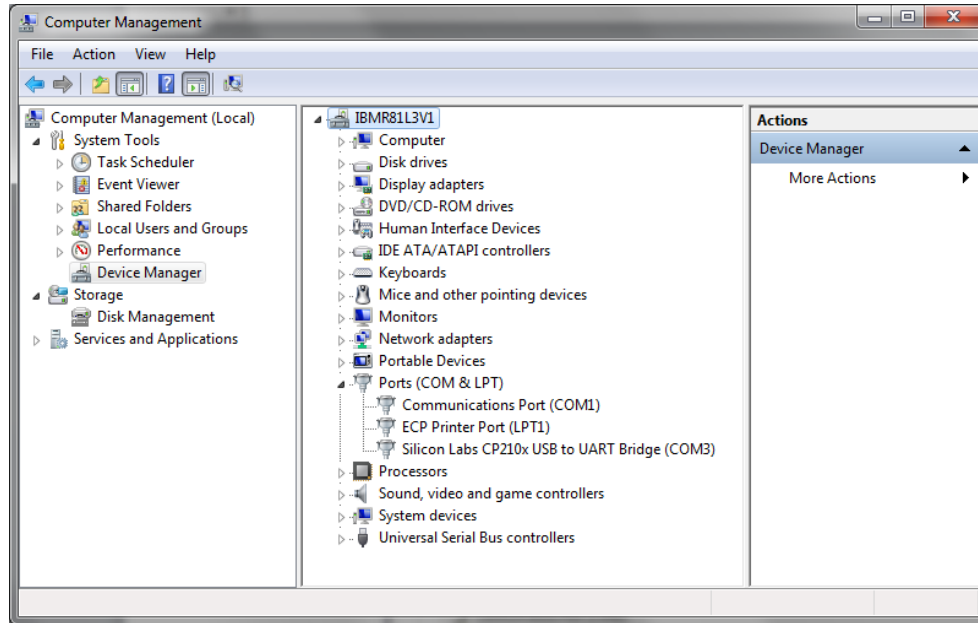 Computer Management
File Action View Help
Computer Management (Local)
System Tools
Task Scheduler
Event Viewer
Shared Folders
Local Users and Groups
Performance
Device Manager
Storage
Disk Management
Services and Applications
IBMR81L3V1
Computer
Disk drives
Display adapters
DVD/CD-ROM drives
Human Interface Devices
IDE ATA/ATAPI controllers
Keyboards
Mice and other pointing devices
Monitors
Network adapters
Portable Devices
Ports (COM & LPT)
Communications Port (COM1)
ECP Printer Port (LPT1)
Silicon Labs CP210x USB to UART Bridge (COM3)
Processors
Sound, video and game controllers
System devices
Universal Serial Bus controllers
Actions
Device Manager
More Actions